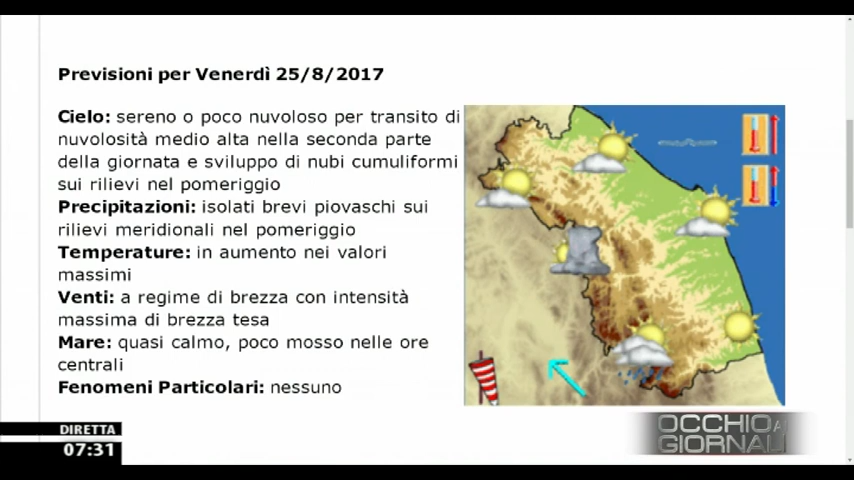 Previsioni per Venerdì 25/8/2017
Cielo: sereno o poco nuvoloso per transito di
nuvolosità medio alta nella seconda parte
della giornata e sviluppo di nubi cumuliformi
sui rilievi nel pomeriggio
Precipitazioni: isolati brevi piovaschi sui
rilievi meridionali nel pomeriggio
Temperature: in aumento nei valori
massimi
Venti: a regime di brezza con intensità
massima di brezza tesa
Mare: quasi calmo, poco mosso nelle ore
centrali
Fenomeni Particolari: nessuno
DIRETTA
07:31
OCCHIO AI
GIORNALI